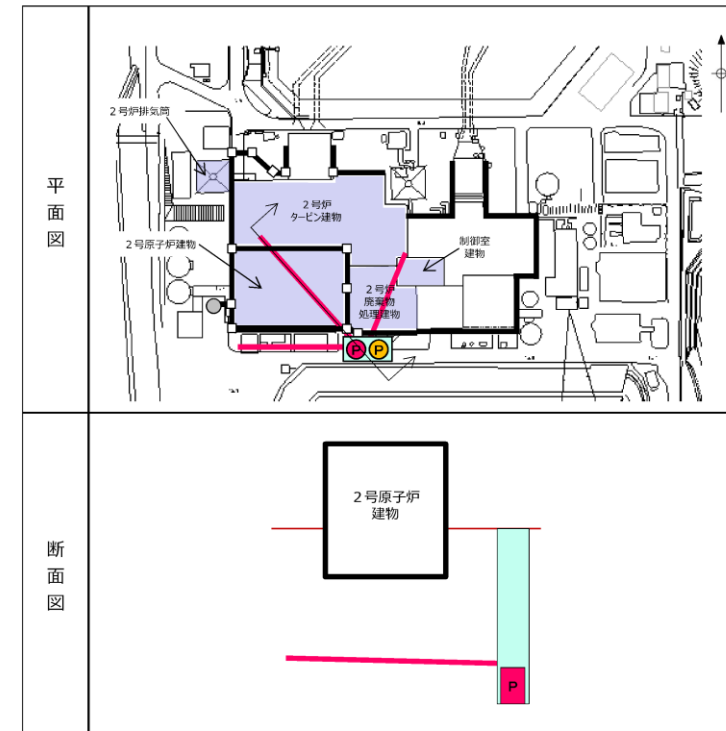 平
面
図
2号炉排気筒
2号炉
タービン建物
2号原子炉建物
制御室
建物
2号炉
廃棄物
処理建物
P P
断
面
図
2号原子炉
建物
P